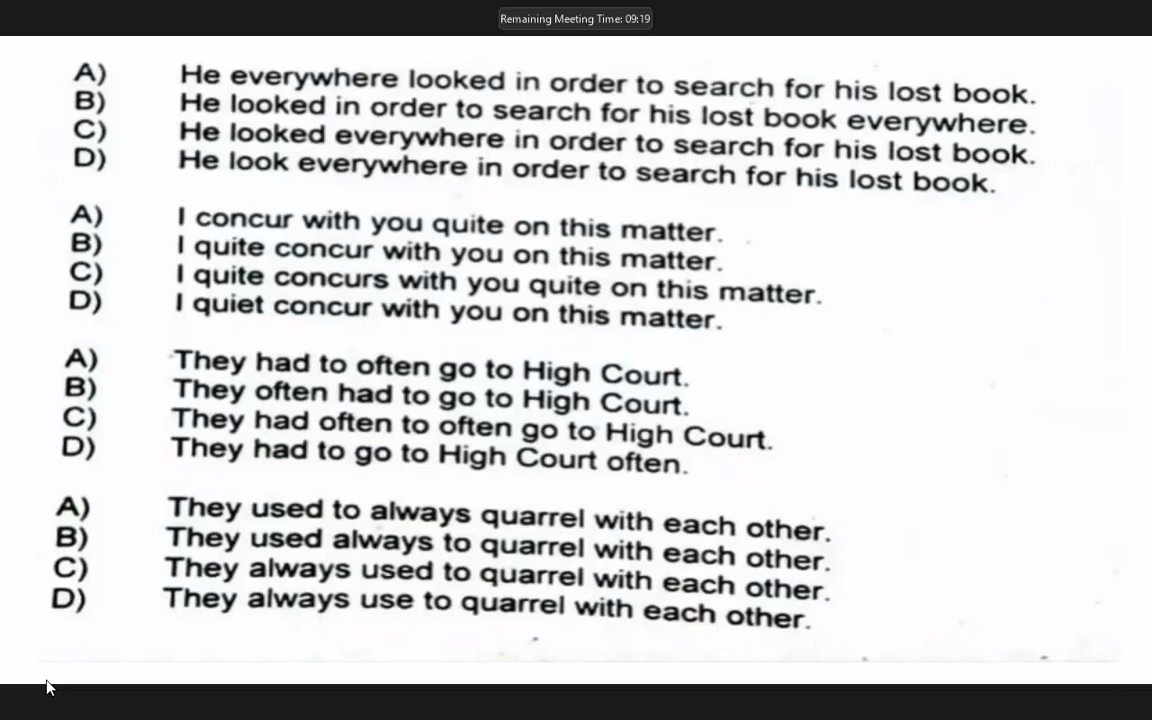 Remaining Meeting Time: 09:19
A) He everywhere looked in order to search for his lost book.
B) He looked in order to search for his lost book everywhere.
C) He looked everywhere in order to search for his lost book.
D) He look everywhere in order to search for his lost book.
A) I concur with you quite on this matter.
B) I quite concur with you on this matter.
C) I quite concurs with you quite on this matter.
D) I quiet concur with you on this matter.
A) They had to often go to High Court.
B) They often had to go to High Court.
C) They had often to often go to High Court.
D) They had to go to High Court often.
A) They used to always quarrel with each other.
B) They used always to quarrel with each other.
C) They always used to quarrel with each other.
D) They always use to quarrel with each other.